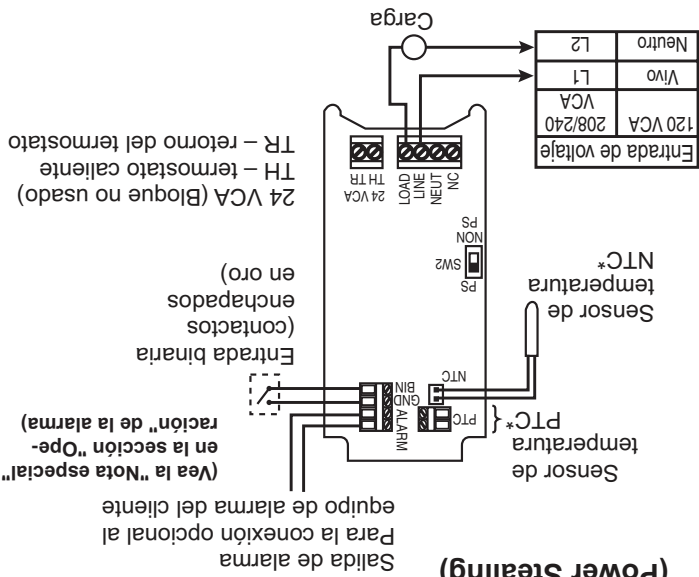 (Power Stealing)
Salida de alarma
Para la conexión opcional al
equipo de alarma del cliente
(Vea la "Nota especial"
en la sección "Ope-
ración" de la alarma)
Sensor de
temperatura
PTC*
PTC
ALARM
GND
BIN
NTC
Entrada binaria
(contactos
enchapados
en oro
Sensor de
temperatura
NTC*
PS
SW2
NON
PS
24 VCA (Bloque no usado)
TH – termostato caliente
TR – retorno del termostato
24 VCA
TH TR
LOAD
LINE
NEUT
NC
Entrada de voltaje
120 VCA 208/240
VCA
Vivo L1
Neutro L2
Carga